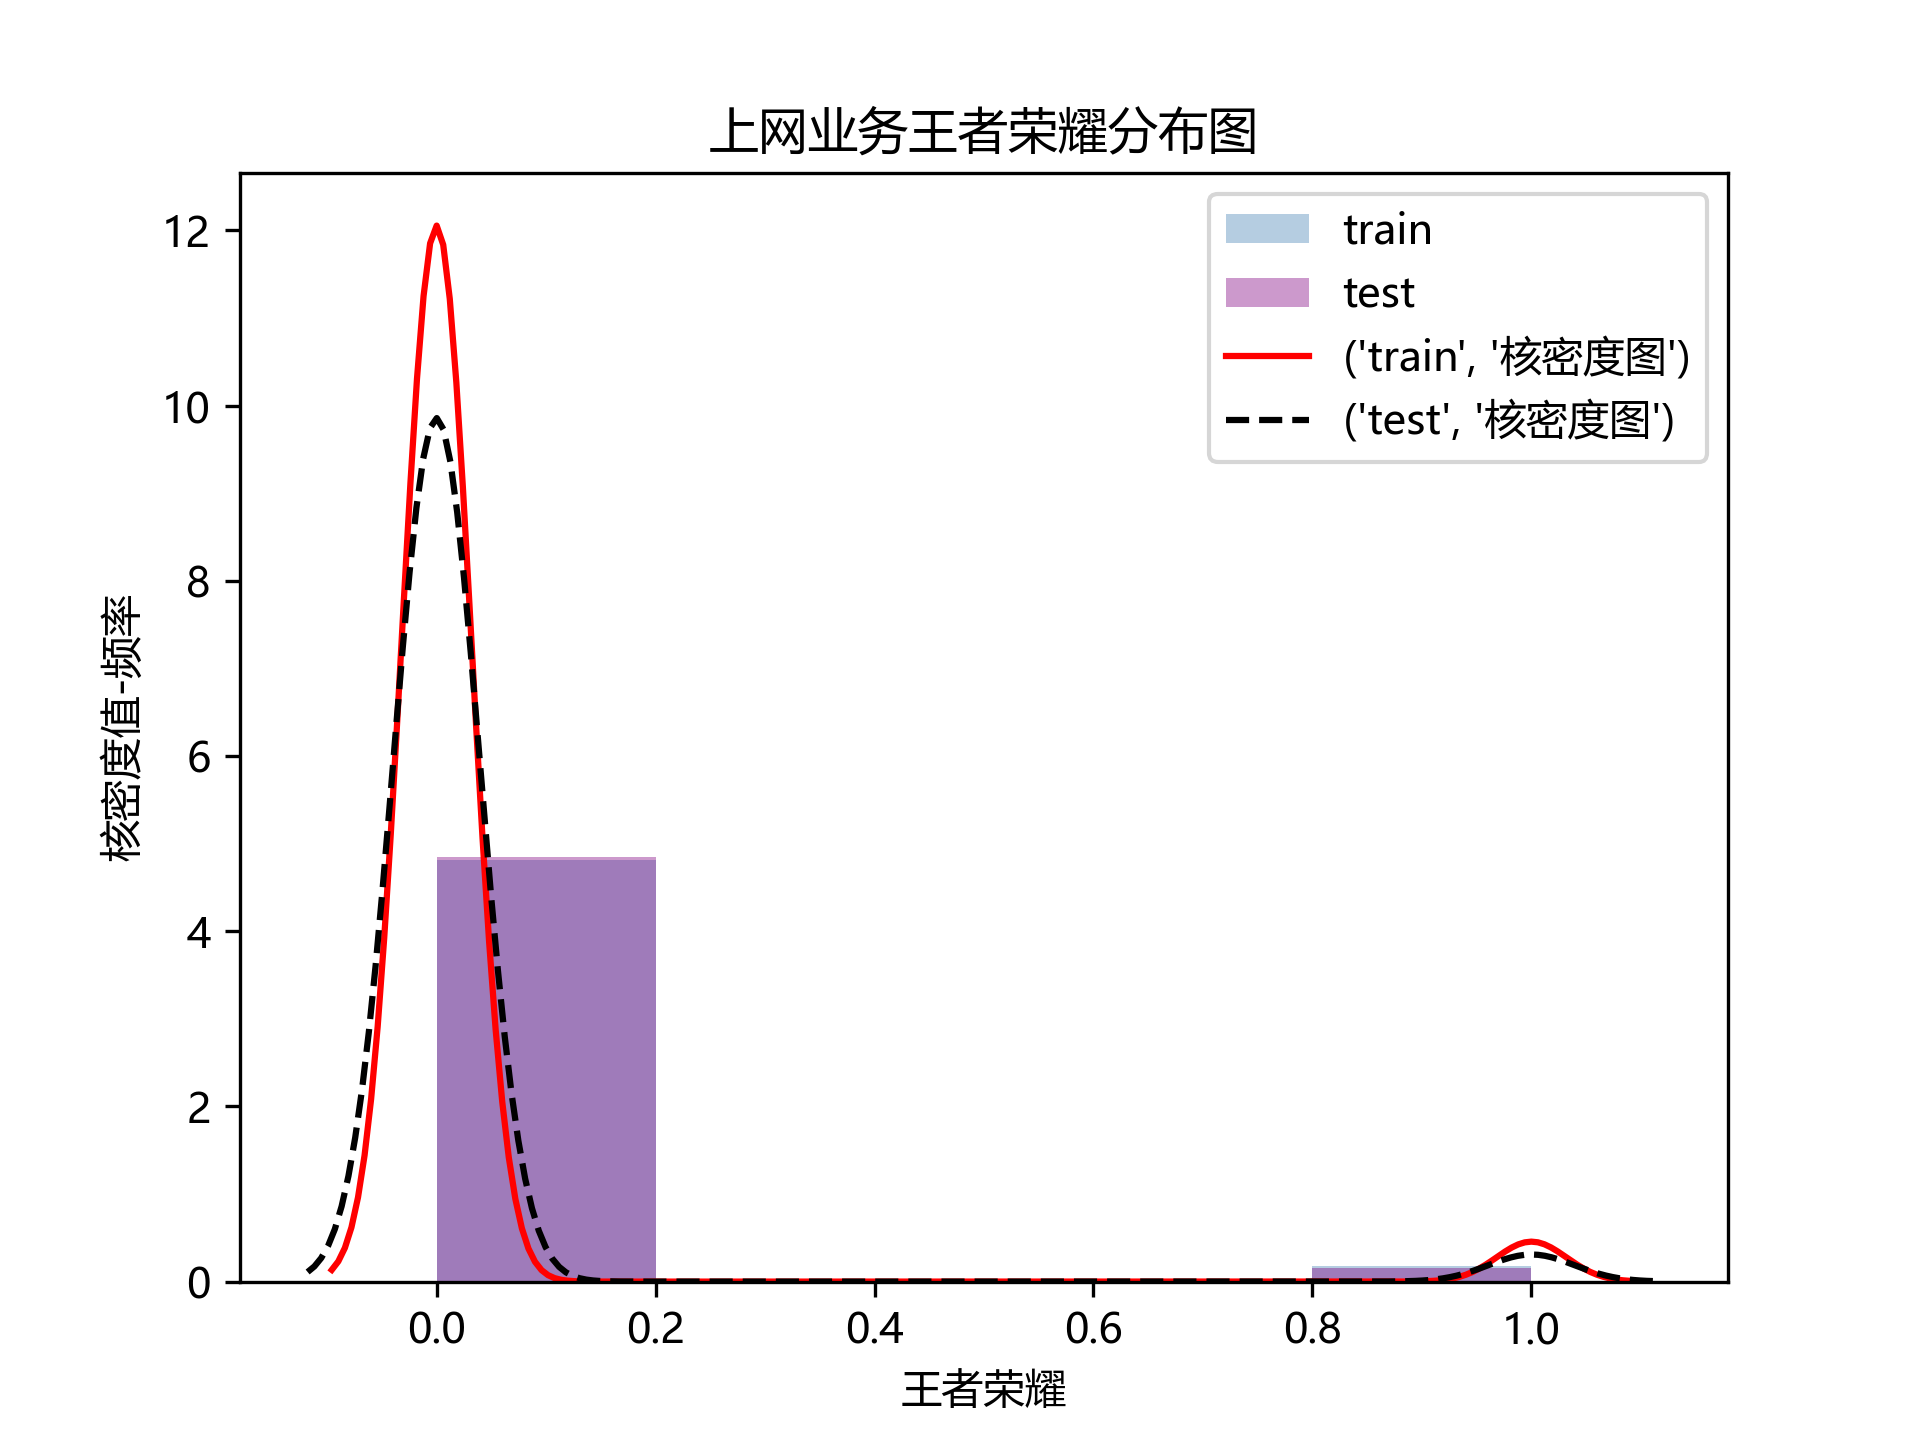 上网业务王者荣耀分布图
train
test
('train', '核密度图')
('test', '核密度图')
12
10
8
6
4
2
0
核密度值-频率
0.0 0.2 0.4 0.6 0.8 1.0
王者荣耀